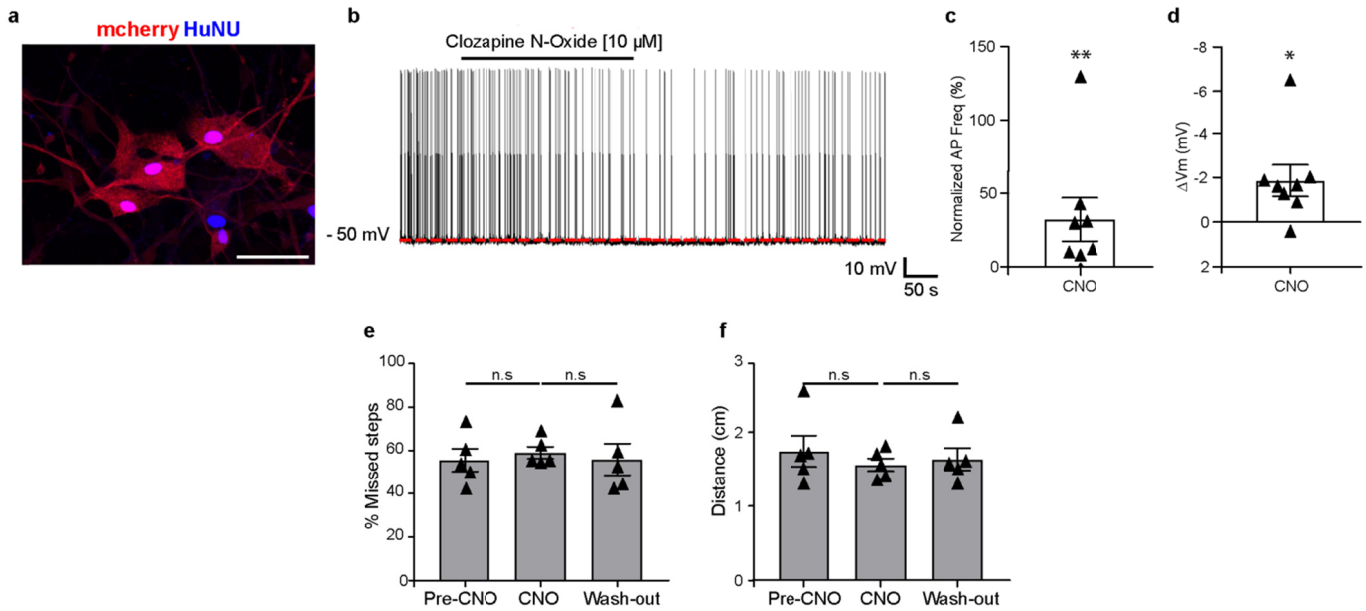 a
mcherry HuNU
b
Clozapine N-Oxide [10 µM]
- 50 mV
10 mV
50 s
c
Normalized AP Freq (%)
150
100
50
0
**
CNO
d
ΔVm (mV)
-8
-6
-4
-2
0
2
*
CNO
e
% Missed steps
100
80
60
40
20
0
n.s
n.s
Pre-CNO
CNO
Wash-out
f
Distance (cm)
3
2
1
0
n.s
n.s
Pre-CNO
CNO
Wash-out